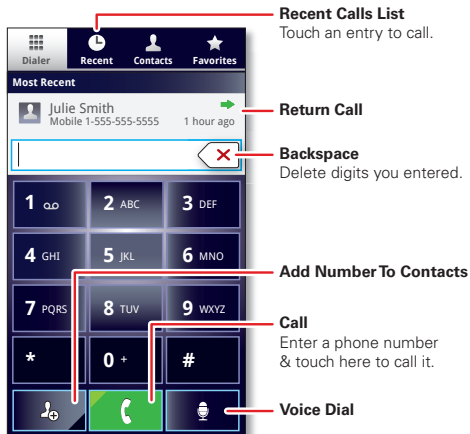 Recent Calls List
Touch an entry to call.
Dialer Recent Contacts Favorites
Most Recent
Julie Smith
Mobile 1-555-555-5555 1 hour ago
Return Call
Backspace
Delete digits you entered.
1
2 ABC
3 DEF
4 GHI
5 JKL
6 MNO
Add Number To Contacts
7 PQRS
8 TUV
9 WXYZ
Call
Enter a phone number
& touch here to call it.
*
0 +
#
Voice Dial